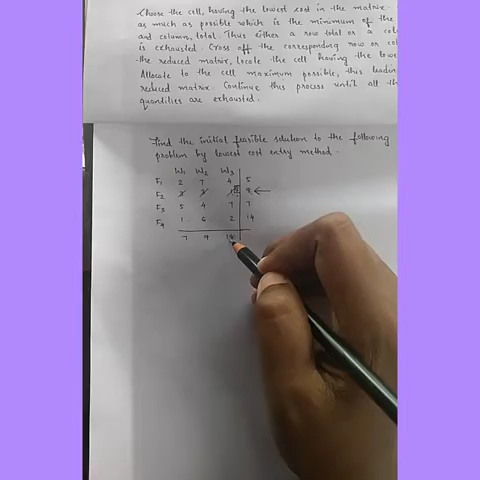 Choose the cell, having the lowest cost in the matrix.
as much as possible which is the minimum of the
and columns, total. Thus either a row total or a col
is exhausted. Cross off the corresponding row or col
the reduced matrix, locate the cell having the lowe
Allocate to the cell maximum possible, this leadin
reduced matrix. Continue this process until all th
quantities are exhausted.
Find the initial feasible solution to the following
problem by lowest cost entry method.
W1 W2 W3
F1 2 7 4 5
F2 3 3 1 8 ←
F3 5 4 7 7
F4 1 6 2 14
7 9 18